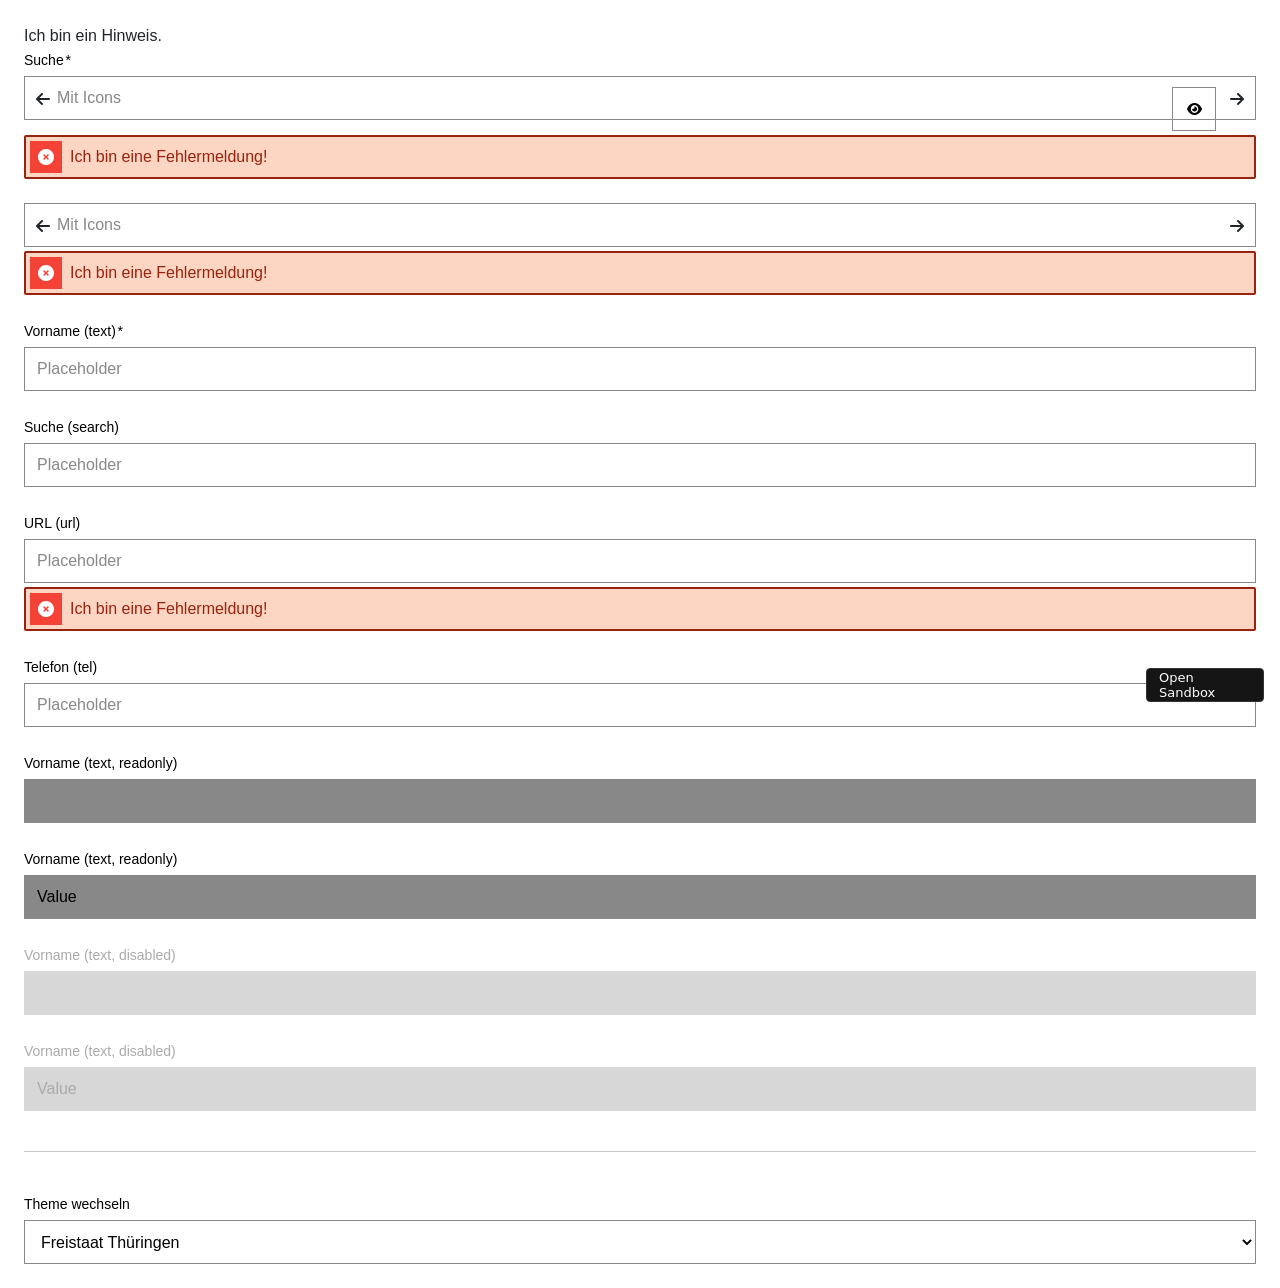 Ich bin ein Hinweis.
Suche*
Mit Icons
Ich bin eine Fehlermeldung!
Mit Icons
Ich bin eine Fehlermeldung!
Vorname (text)*
Placeholder
Suche (search)
Placeholder
URL (url)
Placeholder
Ich bin eine Fehlermeldung!
Telefon (tel)
Placeholder
Open
Sandbox
Vorname (text, readonly)
Vorname (text, readonly)
Value
Vorname (text, disabled)
Vorname (text, disabled)
Value
Theme wechseln
Freistaat Thüringen